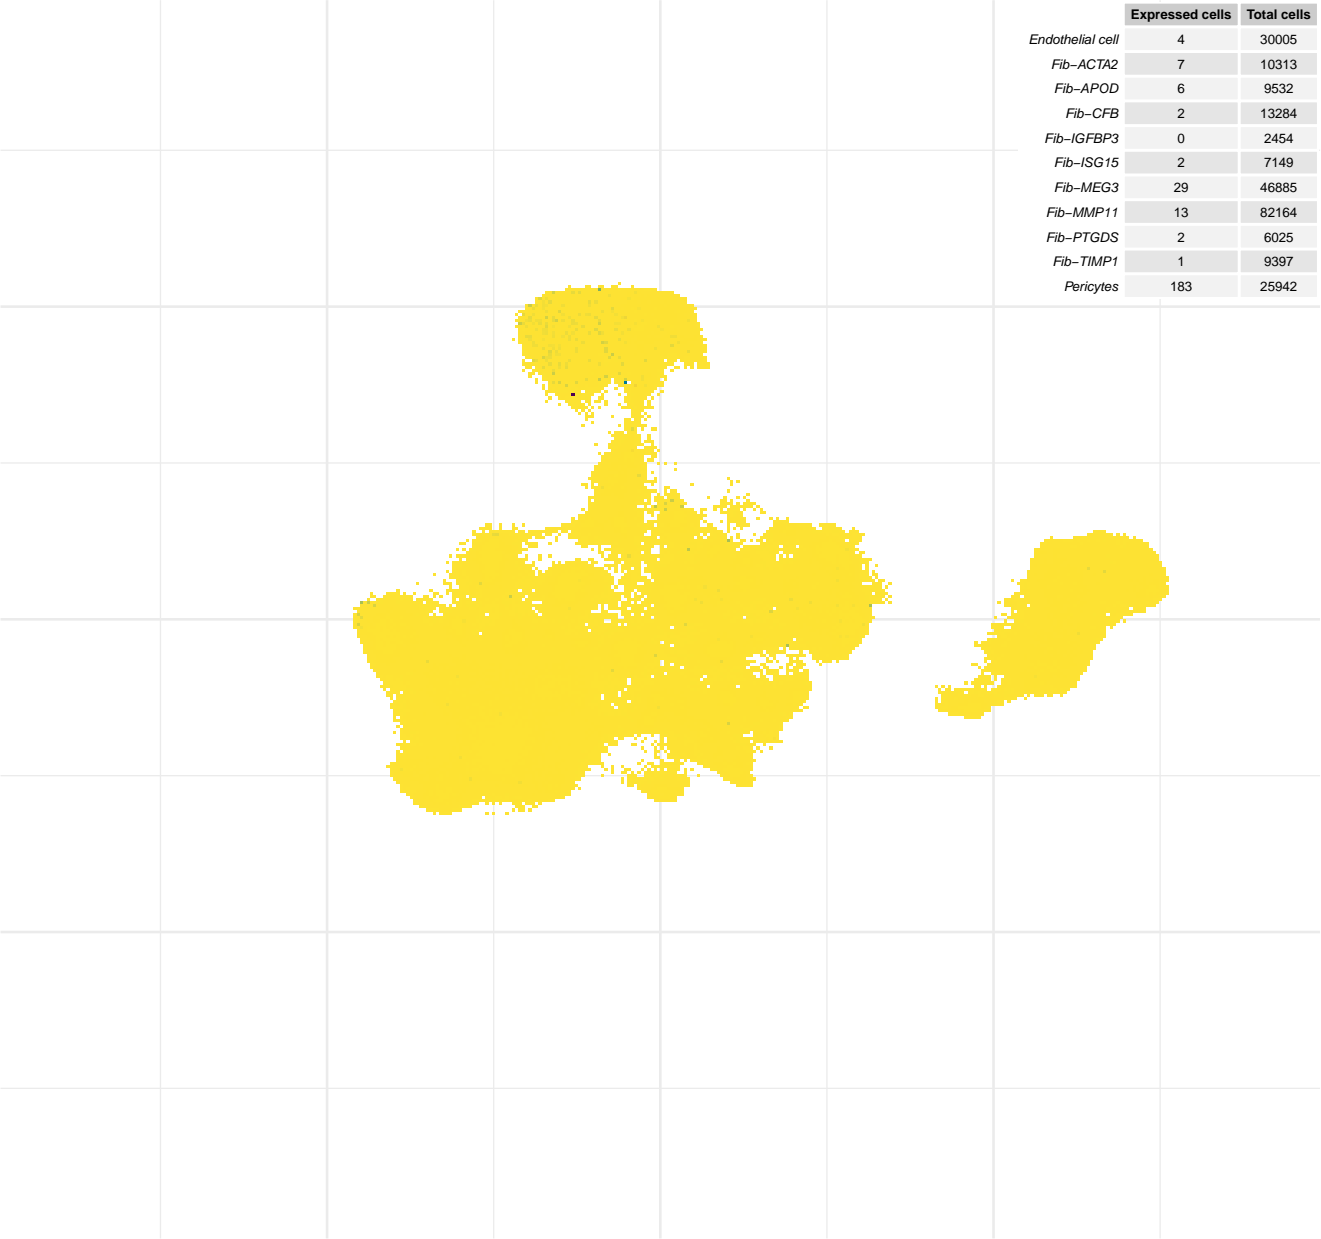 Expressed cells Total cells
Endothelial cell 4 30005
Fib−ACTA2 7 10313
Fib−APOD 6 9532
Fib−CFB 2 13284
Fib−IGFBP3 0 2454
Fib−ISG15 2 7149
Fib−MEG3 29 46885
Fib−MMP11 13 82164
Fib−PTGDS 2 6025
Fib−TIMP1 1 9397
Pericytes 183 25942